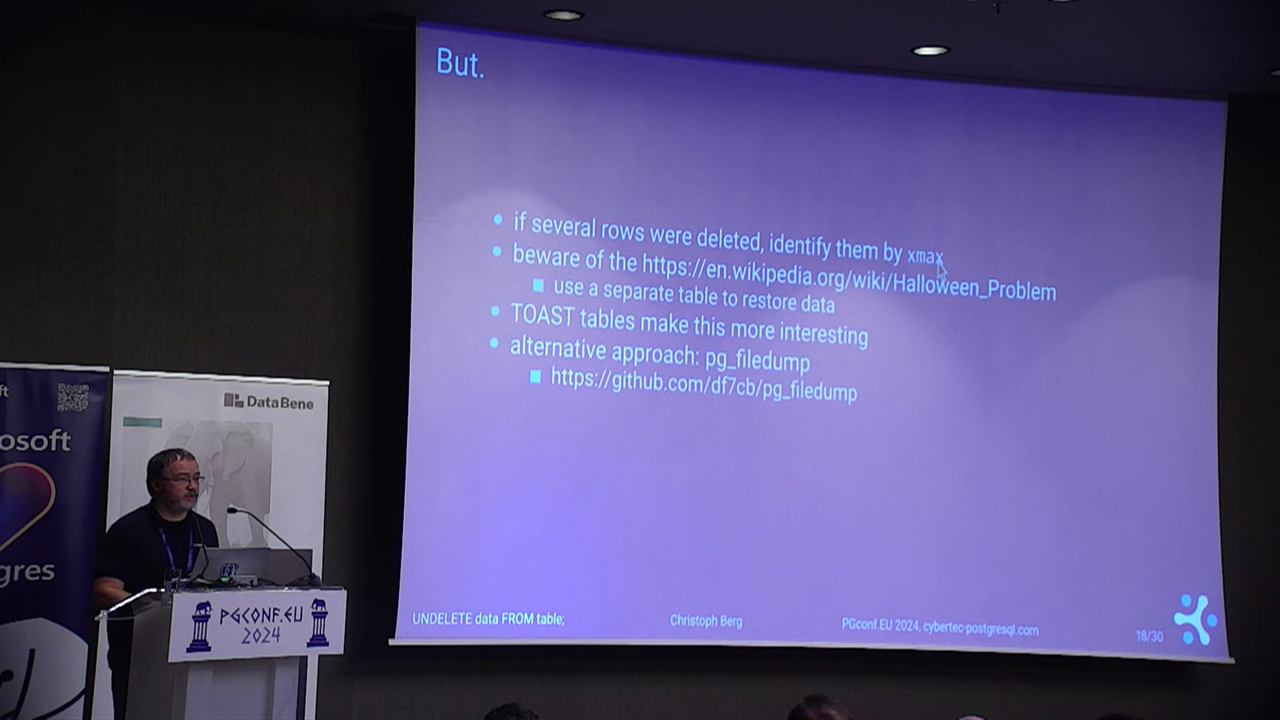 But.
if several rows were deleted, identify them by xmax
beware of the https://en.wikipedia.org/wiki/Halloween_Problem
use a separate table to restore data
TOAST tables make this more interesting
alternative approach: pg_filedump
https://github.com/df7cb/pg_filedump
UNDELETE data FROM table;
Christoph Berg
PGconf.EU 2024, cybertec-postgresql.com
18/30
ft
osoft
gres
Data Bene
PGCONF.EU
2024